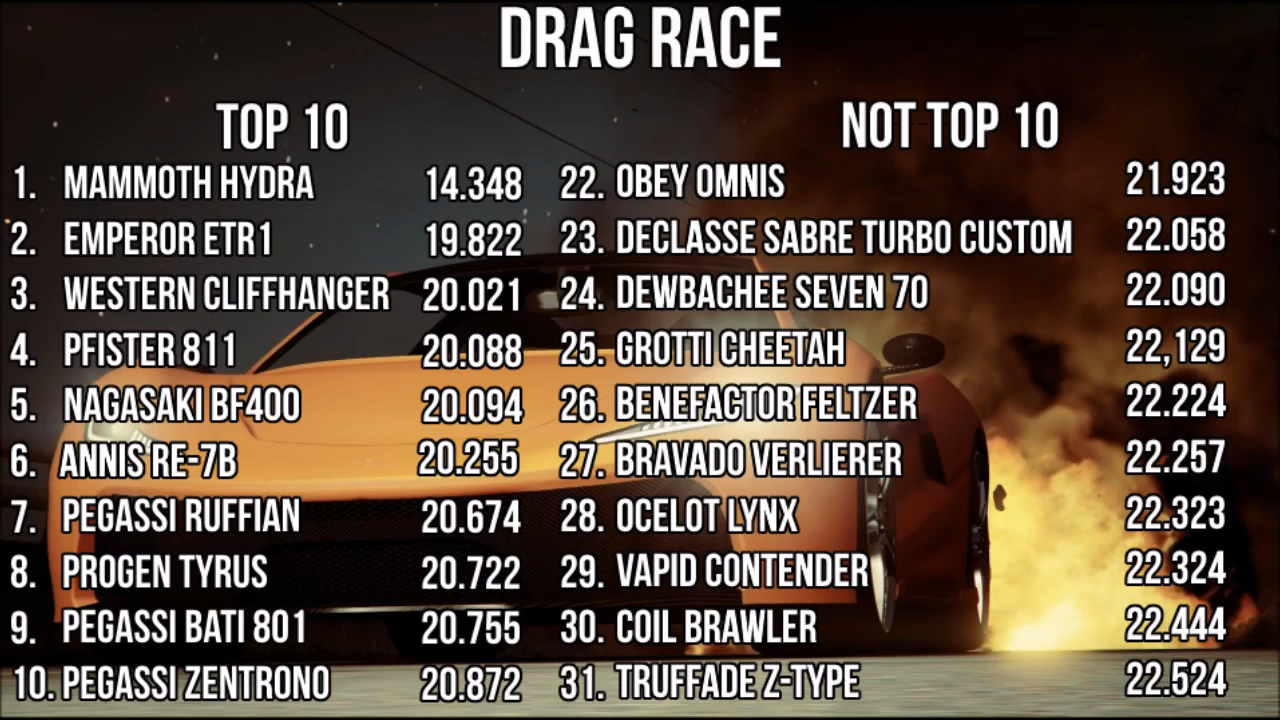 DRAG RACE
TOP 10
1. MAMMOTH HYDRA 14.348
2. EMPEROR ETR1 19.822
3. WESTERN CLIFFHANGER 20.021
4. PFISTER 811 20.088
5. NAGASAKI BF400 20.094
6. ANNIS RE-7B 20.255
7. PEGASSI RUFFIAN 20.674
8. PROGEN TYRUS 20.722
9. PEGASSI BATI 801 20.755
10. PEGASSI ZENTRONO 20.872
NOT TOP 10
22. OBEY OMNIS 21.923
23. DECLASSE SABRE TURBO CUSTOM 22.058
24. DEWBACHEE SEVEN 70 22.090
25. GROTTI CHEETAH 22,129
26. BENEFACTOR FELTZER 22.224
27. BRAVADO VERLIERER 22.257
28. OCELOT LYNX 22.323
29. VAPID CONTENDER 22.324
30. COIL BRAWLER 22.444
31. TRUFFADE Z-TYPE 22.524